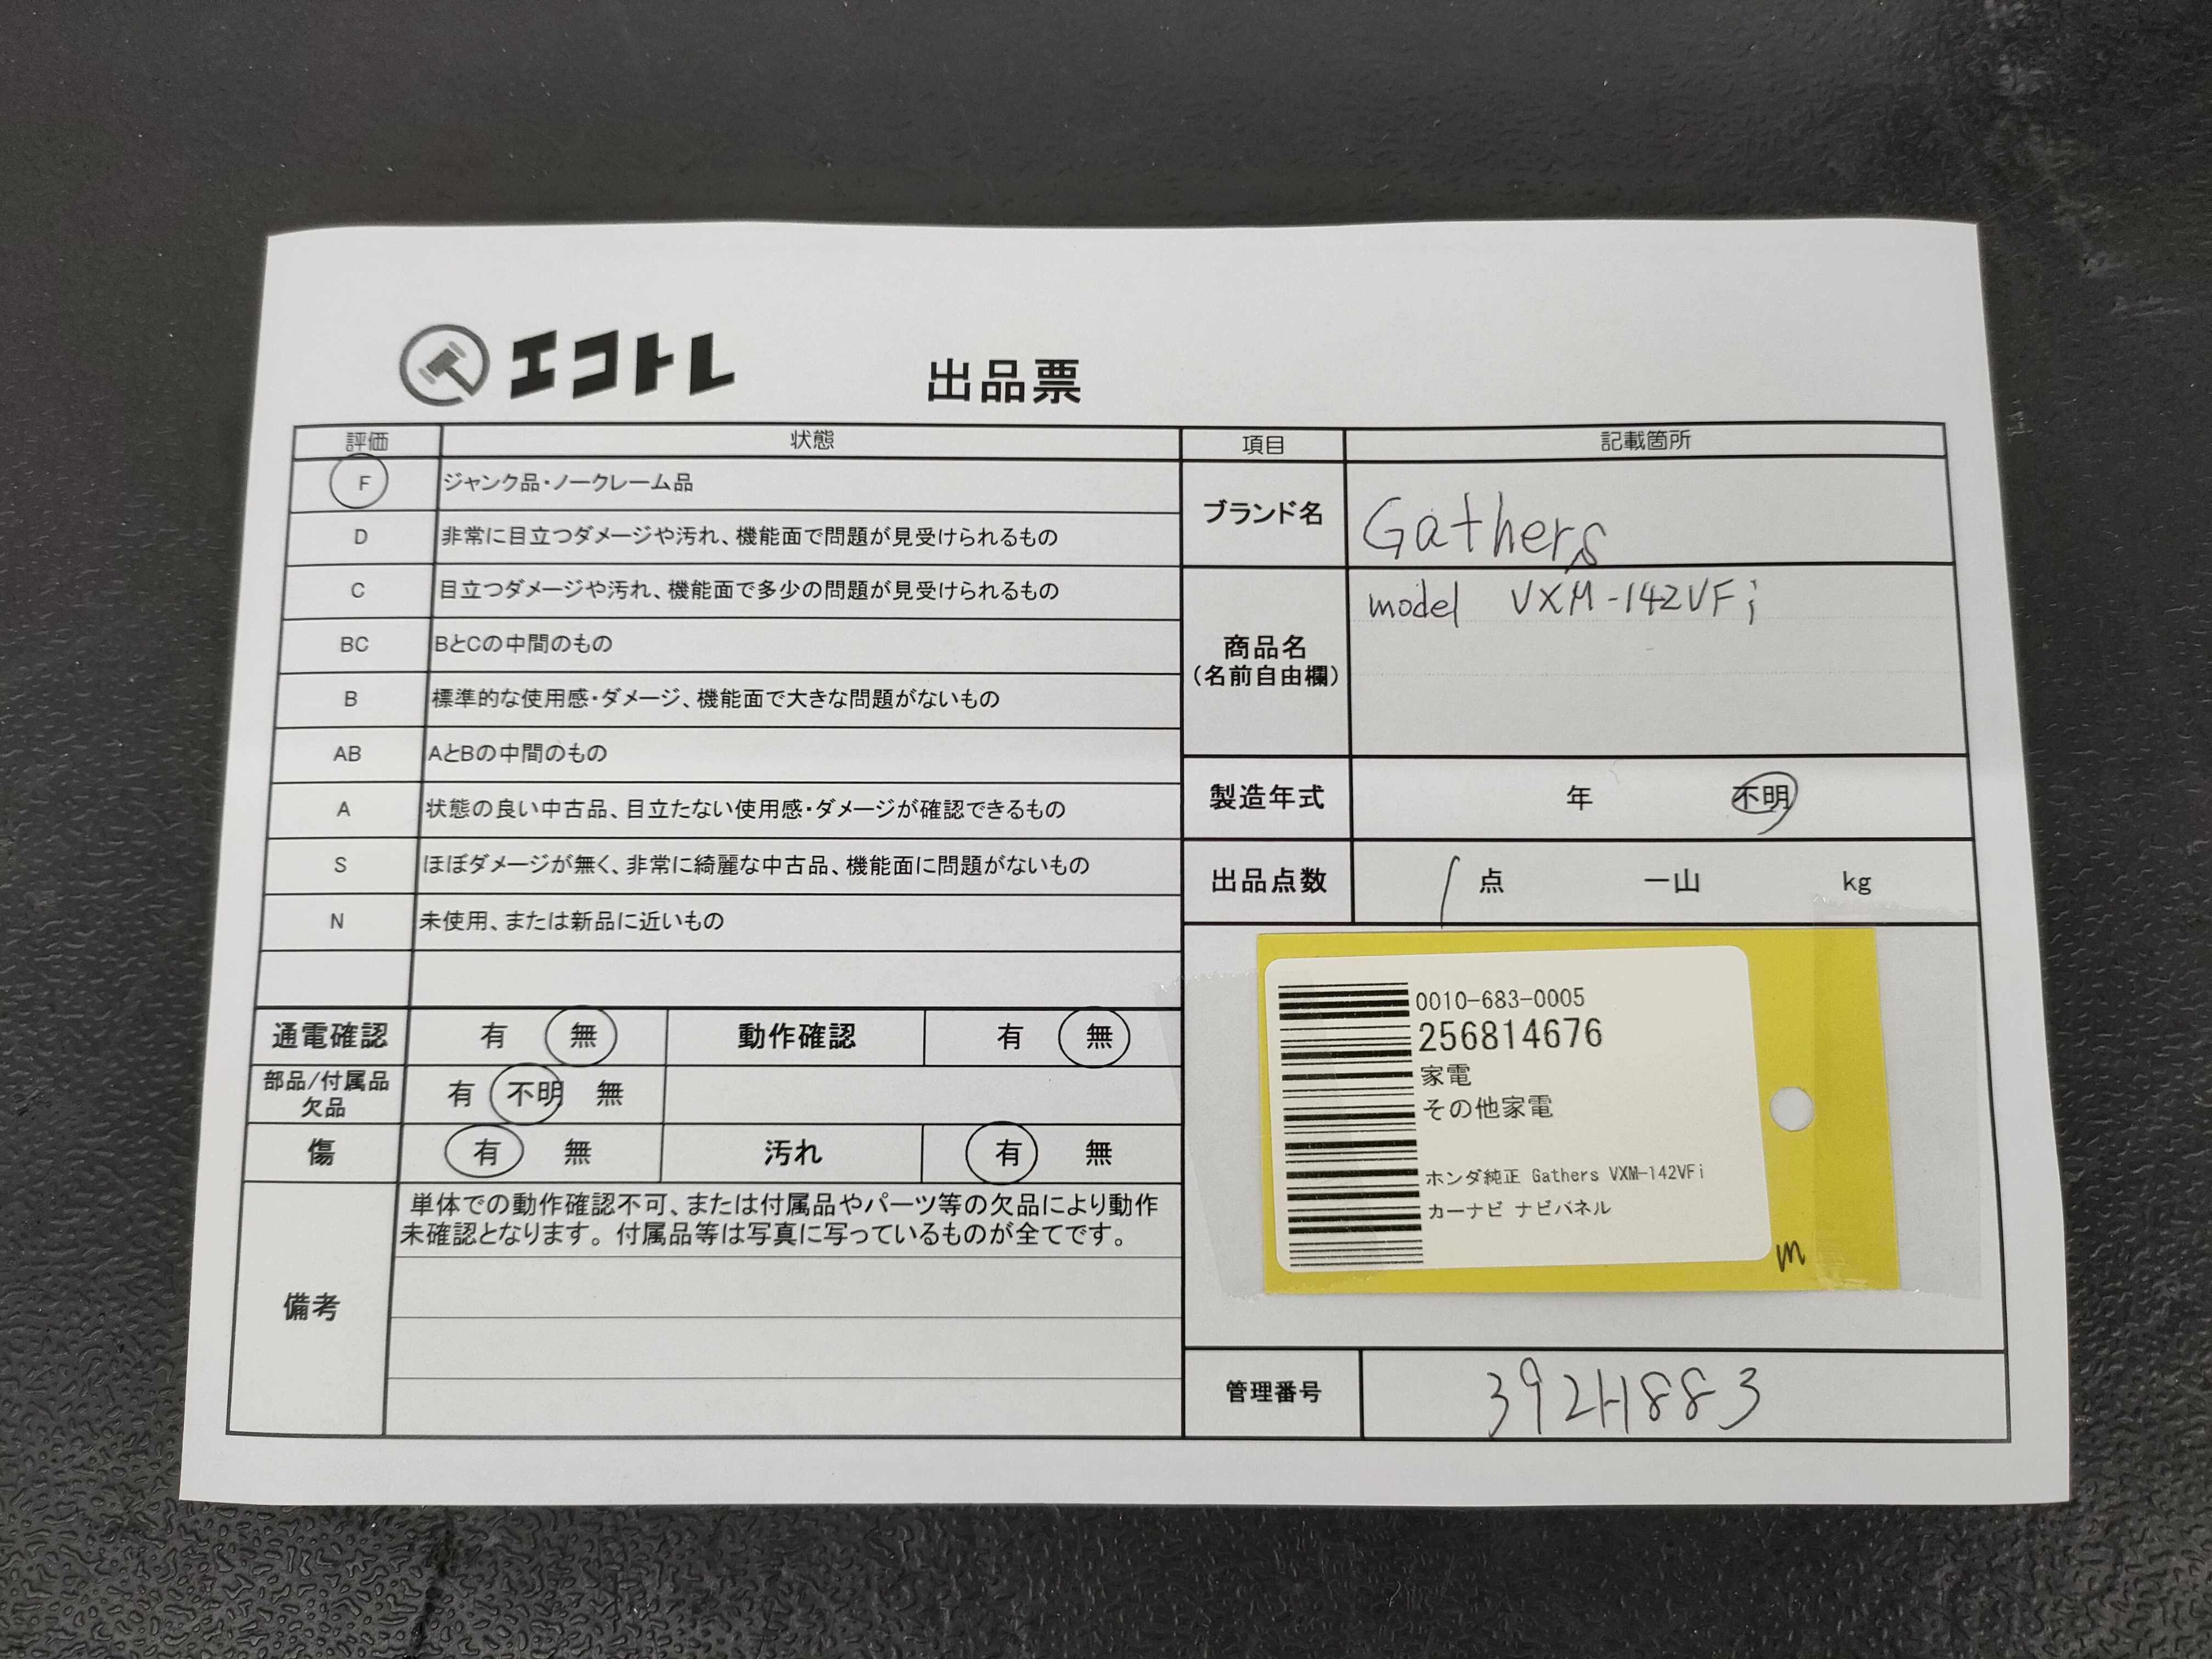 エコトレ 出品票
評価 状態
F ジャンク品・ノークレーム品
D 非常に目立つダメージや汚れ、機能面で問題が見受けられるもの
C 目立つダメージや汚れ、機能面で多少の問題が見受けられるもの
BC BとCの中間のもの
B 標準的な使用感・ダメージ、機能面で大きな問題がないもの
AB AとBの中間のもの
A 状態の良い中古品、目立たない使用感・ダメージが確認できるもの
S ほぼダメージが無く、非常に綺麗な中古品、機能面に問題がないもの
N 未使用、または新品に近いもの
通電確認 有 無 動作確認 有 無
部品/付属品
欠品 有 不明 無
傷 有 無 汚れ 有 無
備考
単体での動作確認不可、または付属品やパーツ等の欠品により動作
未確認となります。付属品等は写真に写っているものが全てです。
項目 記載箇所
ブランド名 Gathers
商品名
(名前自由欄)
model VXM-142VFi
製造年式 年 不明
出品点数 1 点 一山 kg
0010-683-0005
256814676
家電
その他家電
ホンダ純正 Gathers VXM-142VFi
カーナビ ナビパネル
m
管理番号 392H883